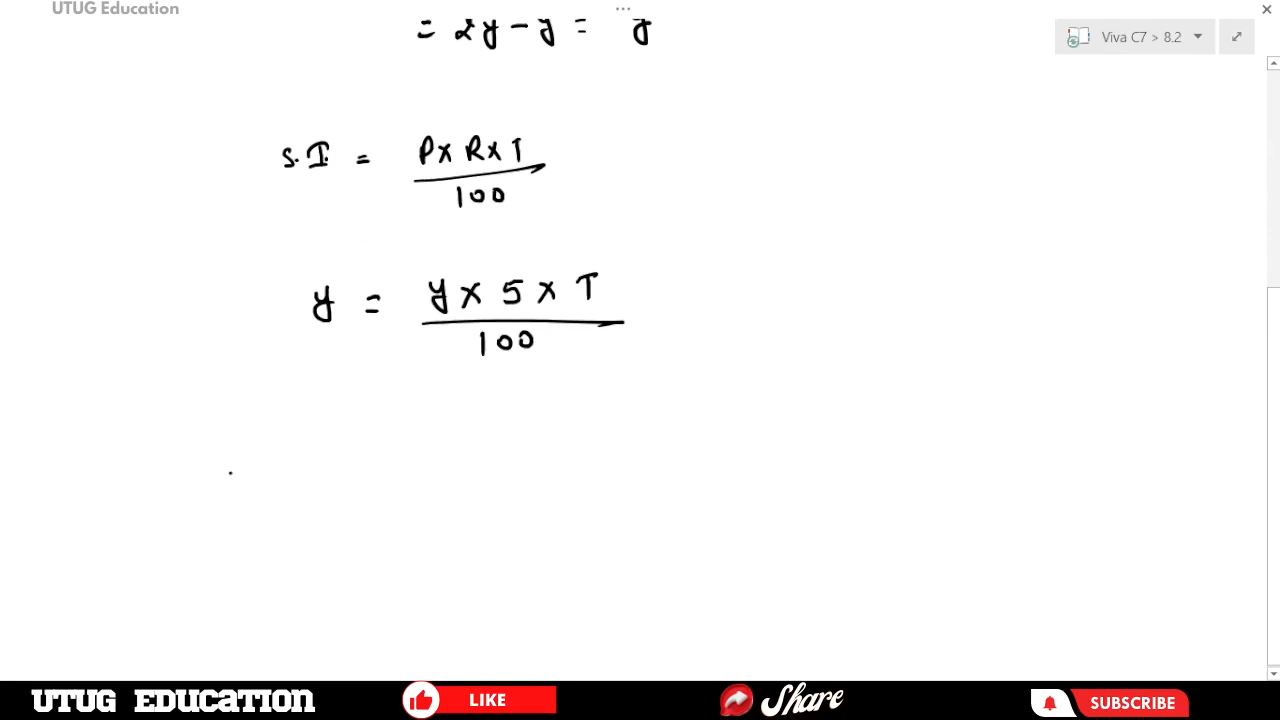 UTUG Education
= 2y - y = y
Viva C7 > 8.2
S.I. = P x R x T
100
y = y x 5 x T
100
UTUG EDUCATION LIKE Share SUBSCRIBE